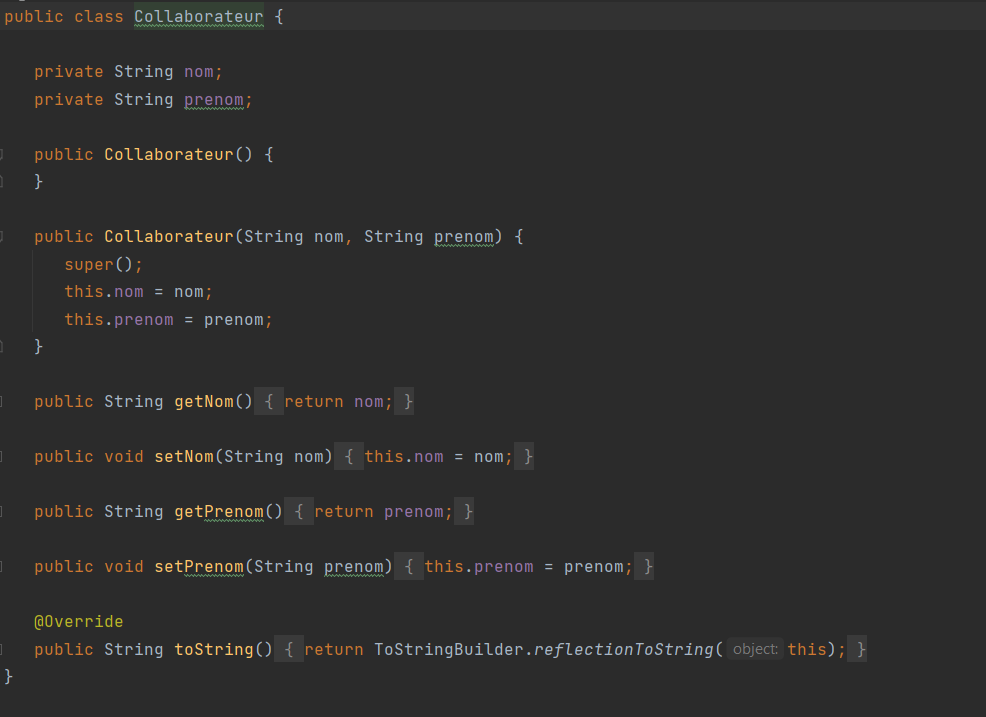 public class Collaborateur {
private String nom;
private String prenom;
public Collaborateur() {
}
public Collaborateur(String nom, String prenom) {
super();
this.nom = nom;
this.prenom = prenom;
}
public String getNom() { return nom; }
public void setNom(String nom) { this.nom = nom; }
public String getPrenom() { return prenom; }
public void setPrenom(String prenom) { this.prenom = prenom; }
@Override
public String toString() { return ToStringBuilder.reflectionToString( object: this); }
}